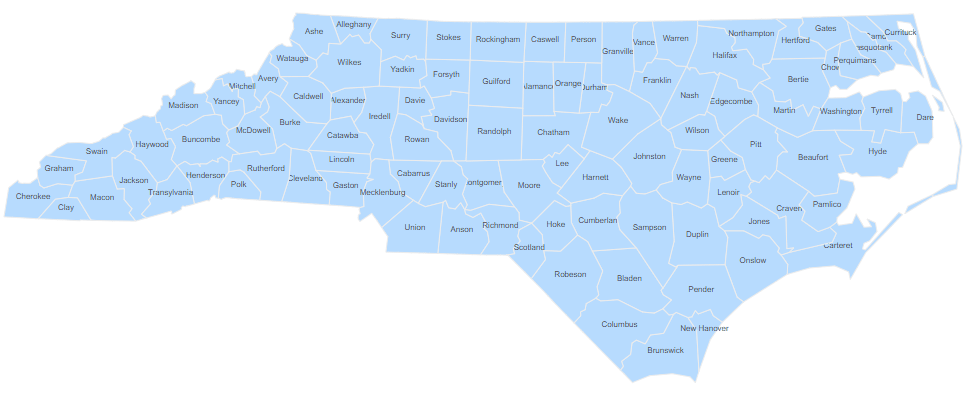 Ashe
Alleghany
Surry
Stokes
Rockingham
Caswell
Person
Granville
Vance
Warren
Northampton
Halifax
Hertford
Gates
Camd
Currituck
asquotank
Perquimans
Chow
Bertie
Watauga
Wilkes
Yadkin
Forsyth
Guilford
Alamance
Orange
Durham
Franklin
Nash
Edgecombe
Martin
Washington
Tyrrell
Dare
Avery
Mitchell
Yancey
Madison
Caldwell
Alexander
Iredell
Davie
Davidson
Randolph
Chatham
Wake
Wilson
Pitt
Beaufort
Hyde
Swain
Haywood
Buncombe
McDowell
Burke
Catawba
Rowan
Lincoln
Lee
Johnston
Greene
Wayne
Graham
Jackson
Henderson
Rutherford
Polk
Cleveland
Gaston
Cabarrus
Stanly
ontgomer
Moore
Harnett
Lenoir
Cherokee
Clay
Macon
Transylvania
Mecklenburg
Craven
Pamlico
Jones
Union
Anson
Richmond
Hoke
Cumberlan
Sampson
Duplin
Carteret
Scotland
Onslow
Robeson
Bladen
Pender
Columbus
New Hanover
Brunswick